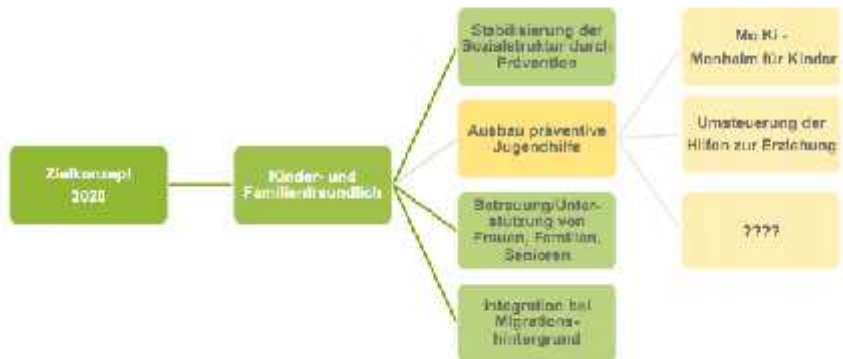 Zielkonzept
2020
Kinder- und
Familienfreundlich
Stabilisierung der
Sozialstruktur durch
Prävention
Ausbau präventive
Jugendhilfe
Betreuung/Unter-
stützung von
Frauen, Familien,
Senioren
Integration bei
Migrations-
hintergrund
Mo Ki -
Monheim für Kinder
Umsteuerung der
Hilfen zur Erziehung
????